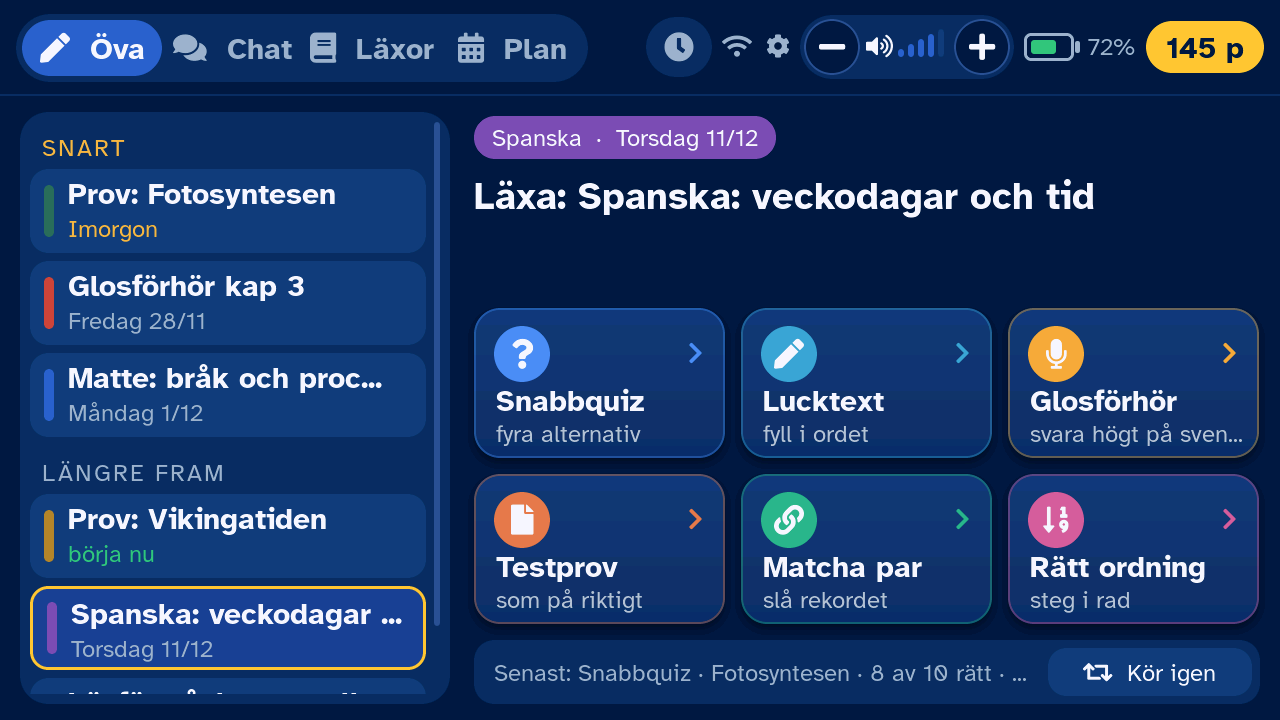 Öva
Chat
Läxor
Plan
72%
145 p
SNART
Prov: Fotosyntesen
Imorgon
Glosförhör kap 3
Fredag 28/11
Matte: bråk och proc...
Måndag 1/12
LÄNGRE FRAM
Prov: Vikingatiden
börja nu
Spanska: veckodagar ...
Torsdag 11/12
Spanska · Torsdag 11/12
Läxa: Spanska: veckodagar och tid
Snabbquiz
fyra alternativ
Lucktext
fyll i ordet
Glosförhör
svara högt på sven...
Testprov
som på riktigt
Matcha par
slå rekordet
Rätt ordning
steg i rad
Senast: Snabbquiz · Fotosyntesen · 8 av 10 rätt · ...
Kör igen